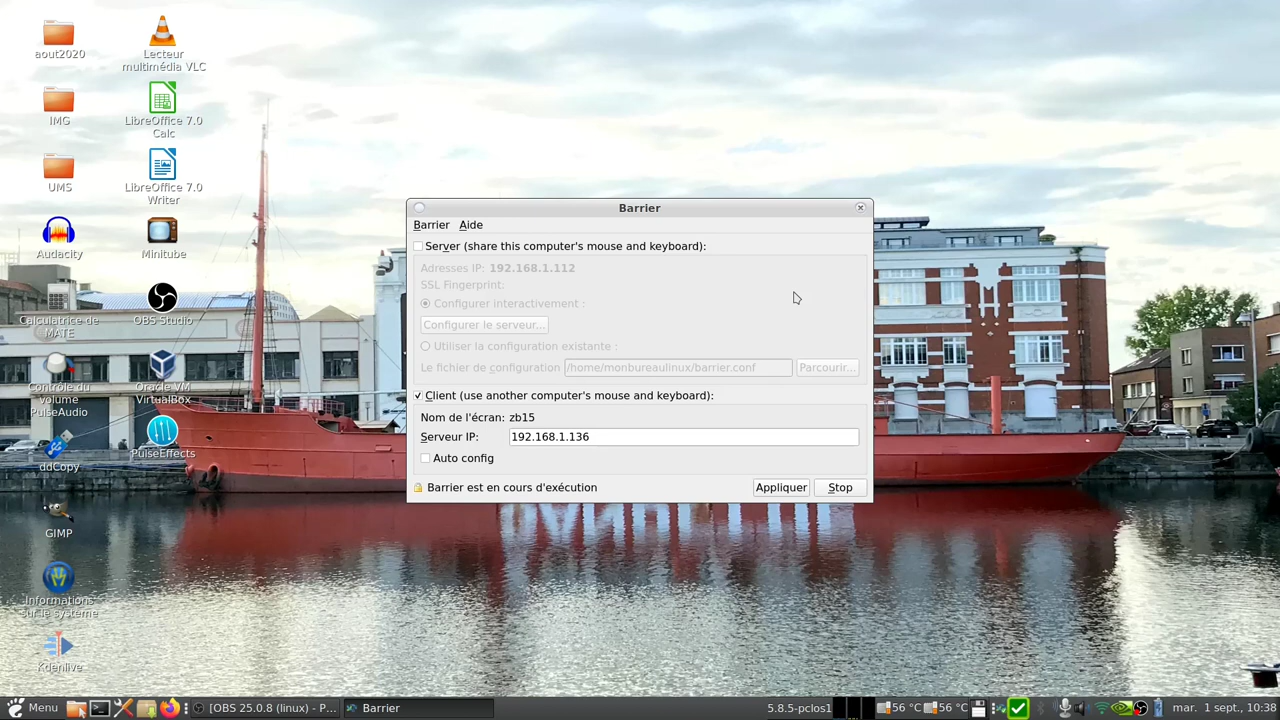 aout2020
Lecteur
multimédia VLC
IMG
LibreOffice 7.0
Calc
UMS
LibreOffice 7.0
Writer
Audacity
Minitube
Calculatrice de
MATE
OBS Studio
Contrôle du
volume
PulseAudio
Oracle VM
VirtualBox
ddCopy
PulseEffects
GIMP
Informations
sur le système
Kdenlive
Barrier
Barrier Aide
Server (share this computer's mouse and keyboard):
Adresses IP: 192.168.1.112
SSL Fingerprint:
Configurer interactivement :
Configurer le serveur...
Utiliser la configuration existante :
Le fichier de configuration /home/monbureaulinux/barrier.conf Parcourir...
Client (use another computer's mouse and keyboard):
Nom de l'écran: zb15
Serveur IP: 192.168.1.136
Auto config
Barrier est en cours d'exécution Appliquer Stop
Menu [OBS 25.0.8 (linux) - P... Barrier 5.8.5-pclos1 56 °C 56 °C mar. 1 sept., 10:38